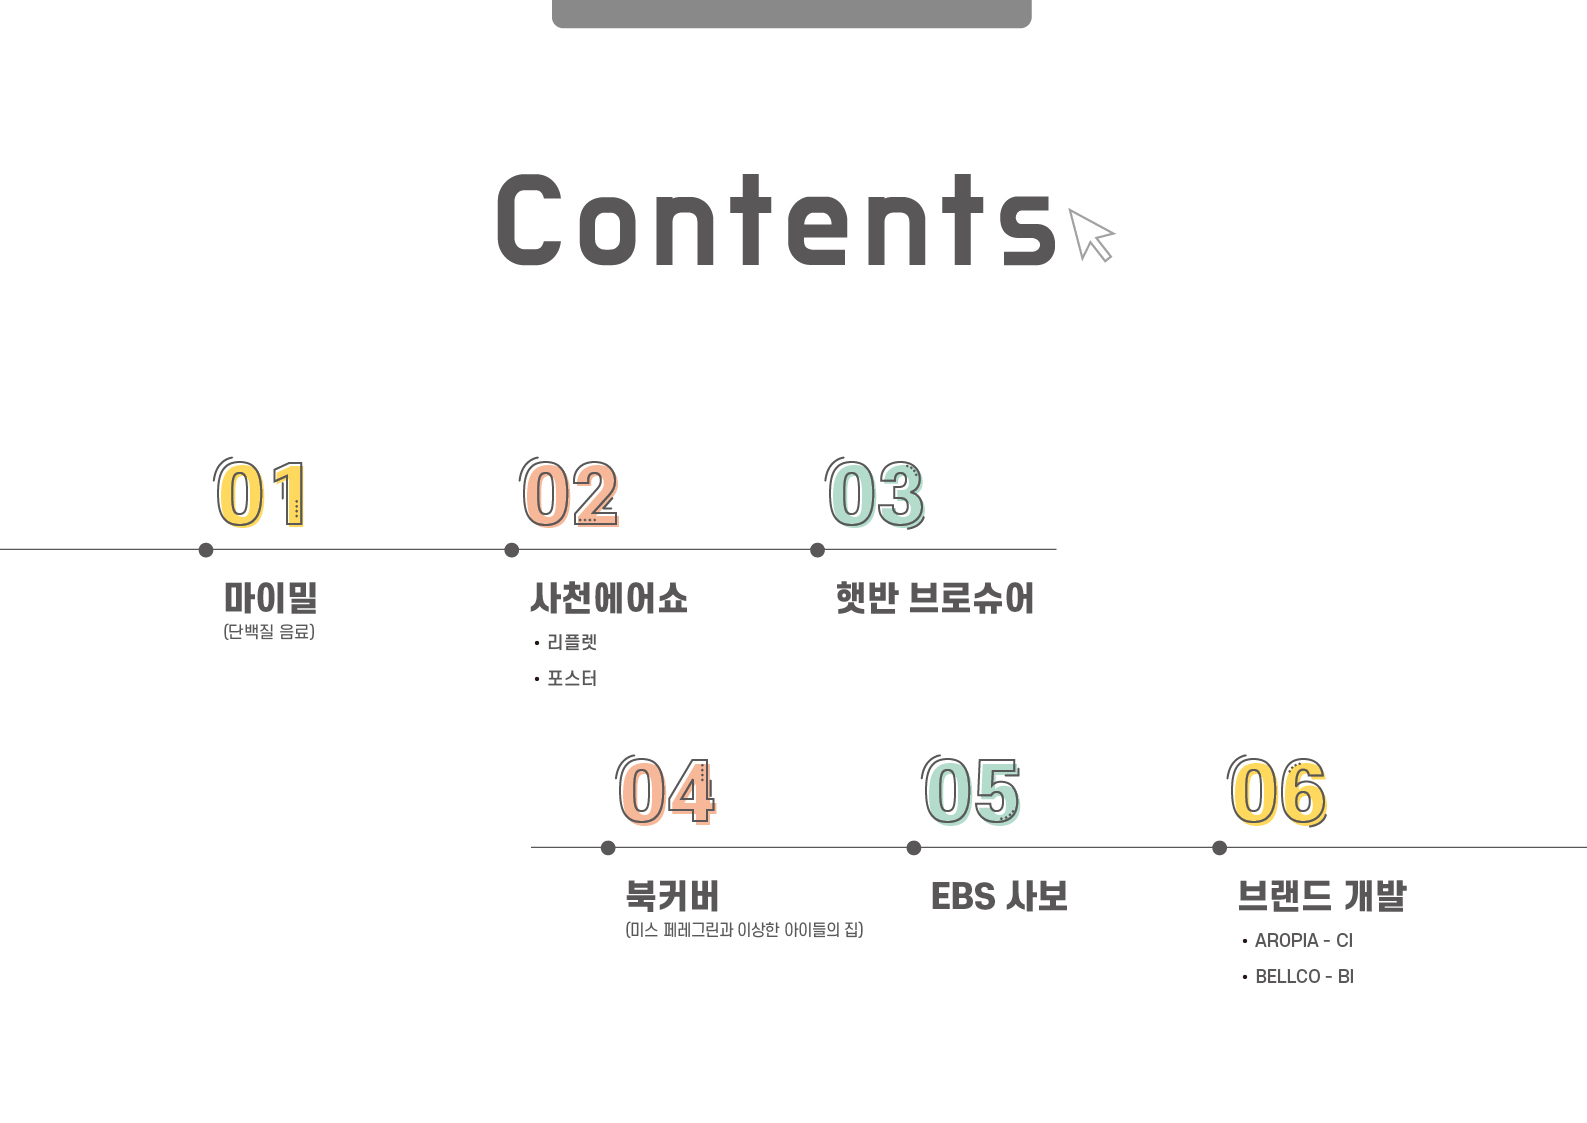 Contents
01
마이밀
(단백질 음료)
02
사천에어쇼
• 리플렛
• 포스터
03
햇반 브로슈어
04
북커버
(미스 페레그린과 이상한 아이들의 집)
05
EBS 사보
06
브랜드 개발
• AROPIA - CI
• BELLCO - BI